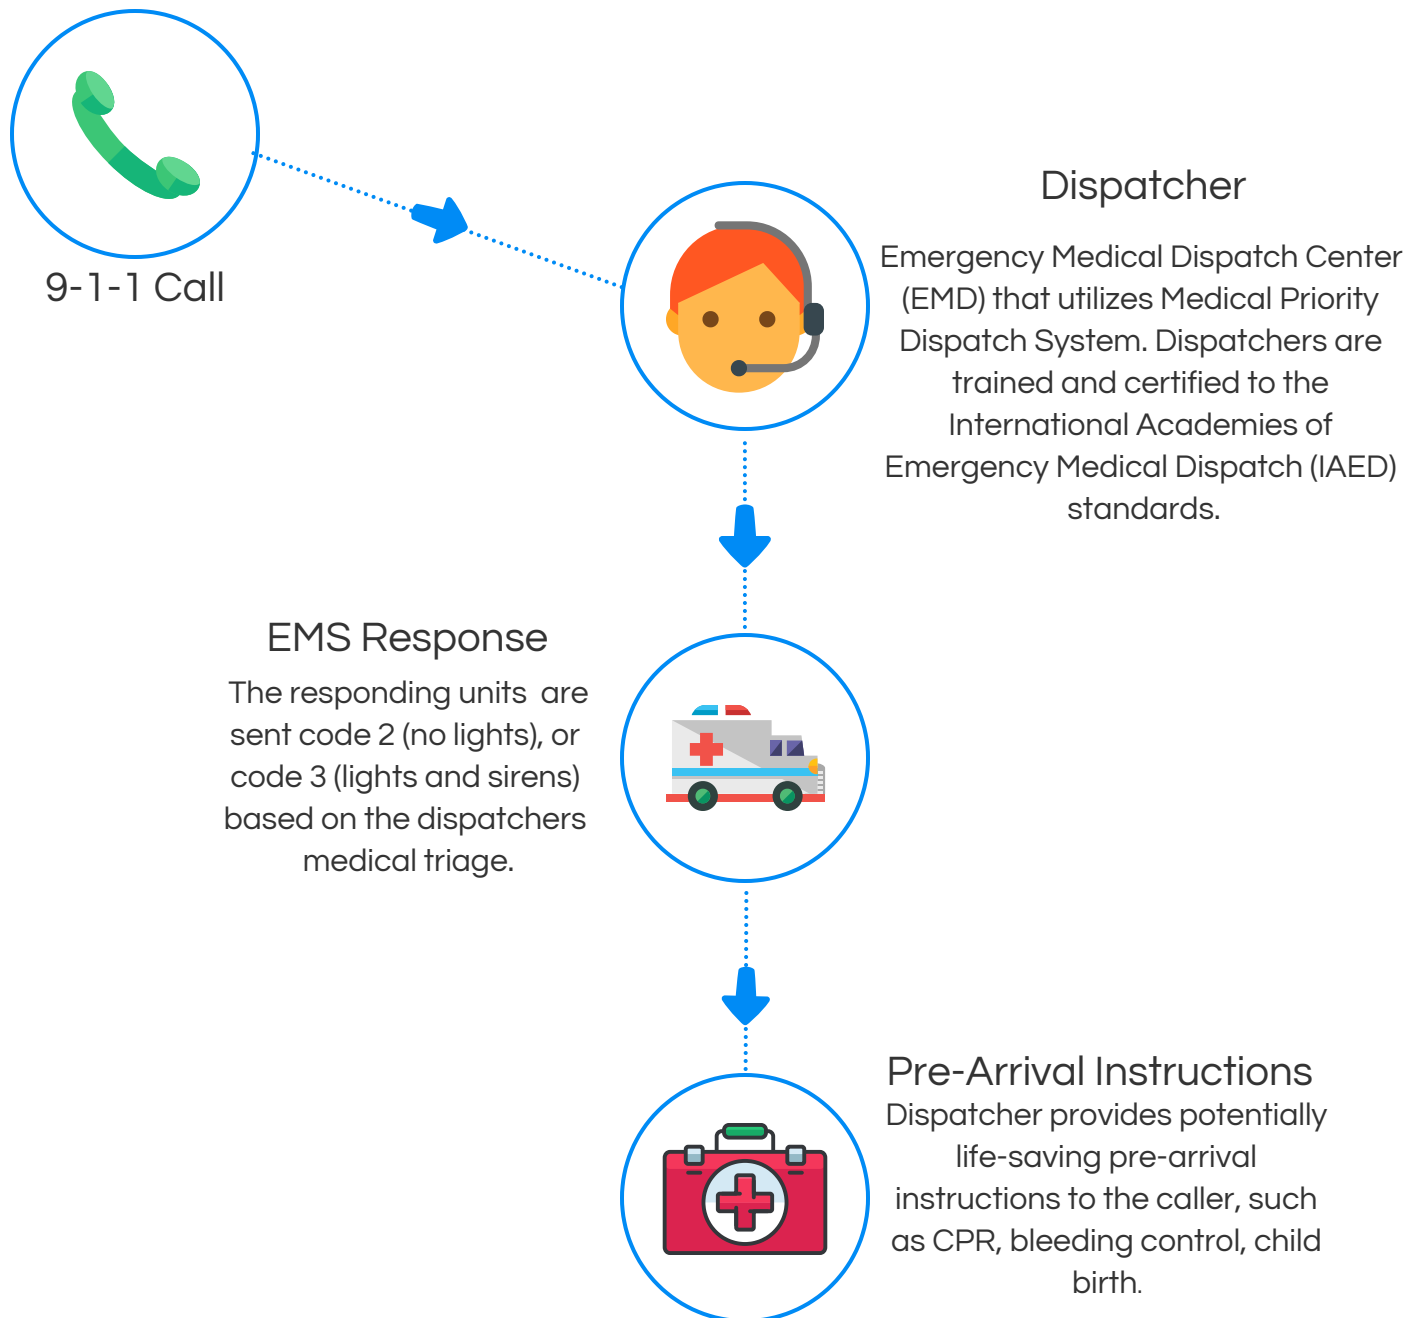 9-1-1 Call
Dispatcher
Emergency Medical Dispatch Center
(EMD) that utilizes Medical Priority
Dispatch System. Dispatchers are
trained and certified to the
International Academies of
Emergency Medical Dispatch (IAED)
standards.
EMS Response
The responding units  are
sent code 2 (no lights), or
code 3 (lights and sirens)
based on the dispatchers
medical triage.
Pre-Arrival Instructions
Dispatcher provides potentially
life-saving pre-arrival
instructions to the caller, such
as CPR, bleeding control, child
birth.